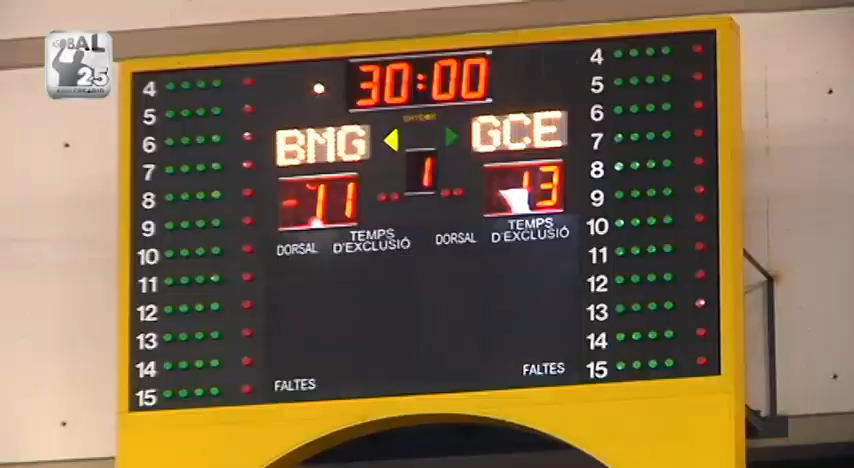 ASOBAL
25
ANIVERSARIO
30:00
BMG
GCE
11
1
13
DORSAL
TEMPS
D'EXCLUSIÓ
DORSAL
TEMPS
D'EXCLUSIÓ
4
5
6
7
8
9
10
11
12
13
14
15
4
5
6
7
8
9
10
11
12
13
14
15
FALTES
FALTES